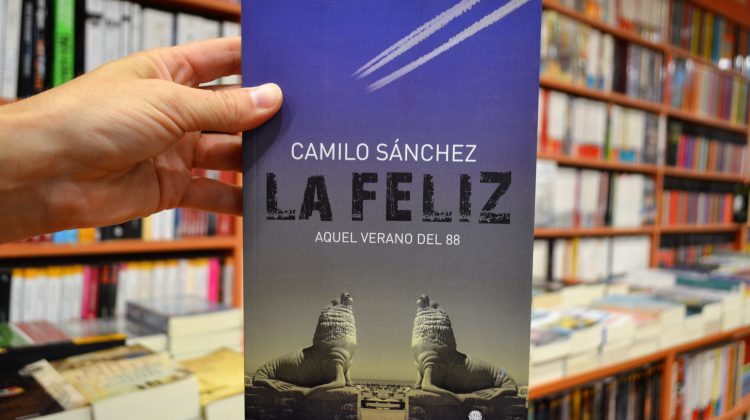 CAMILO SÁNCHEZ
LA FELIZ
AQUEL VERANO DEL 88